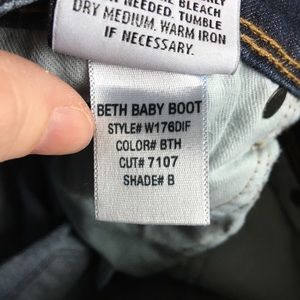 BLEACH
NEEDED. TUMBLE
DRY MEDIUM. WARM IRON
IF NECESSARY.
BETH BABY BOOT
STYLE# W176DIF
COLOR# BTH
CUT# 7107
SHADE# B